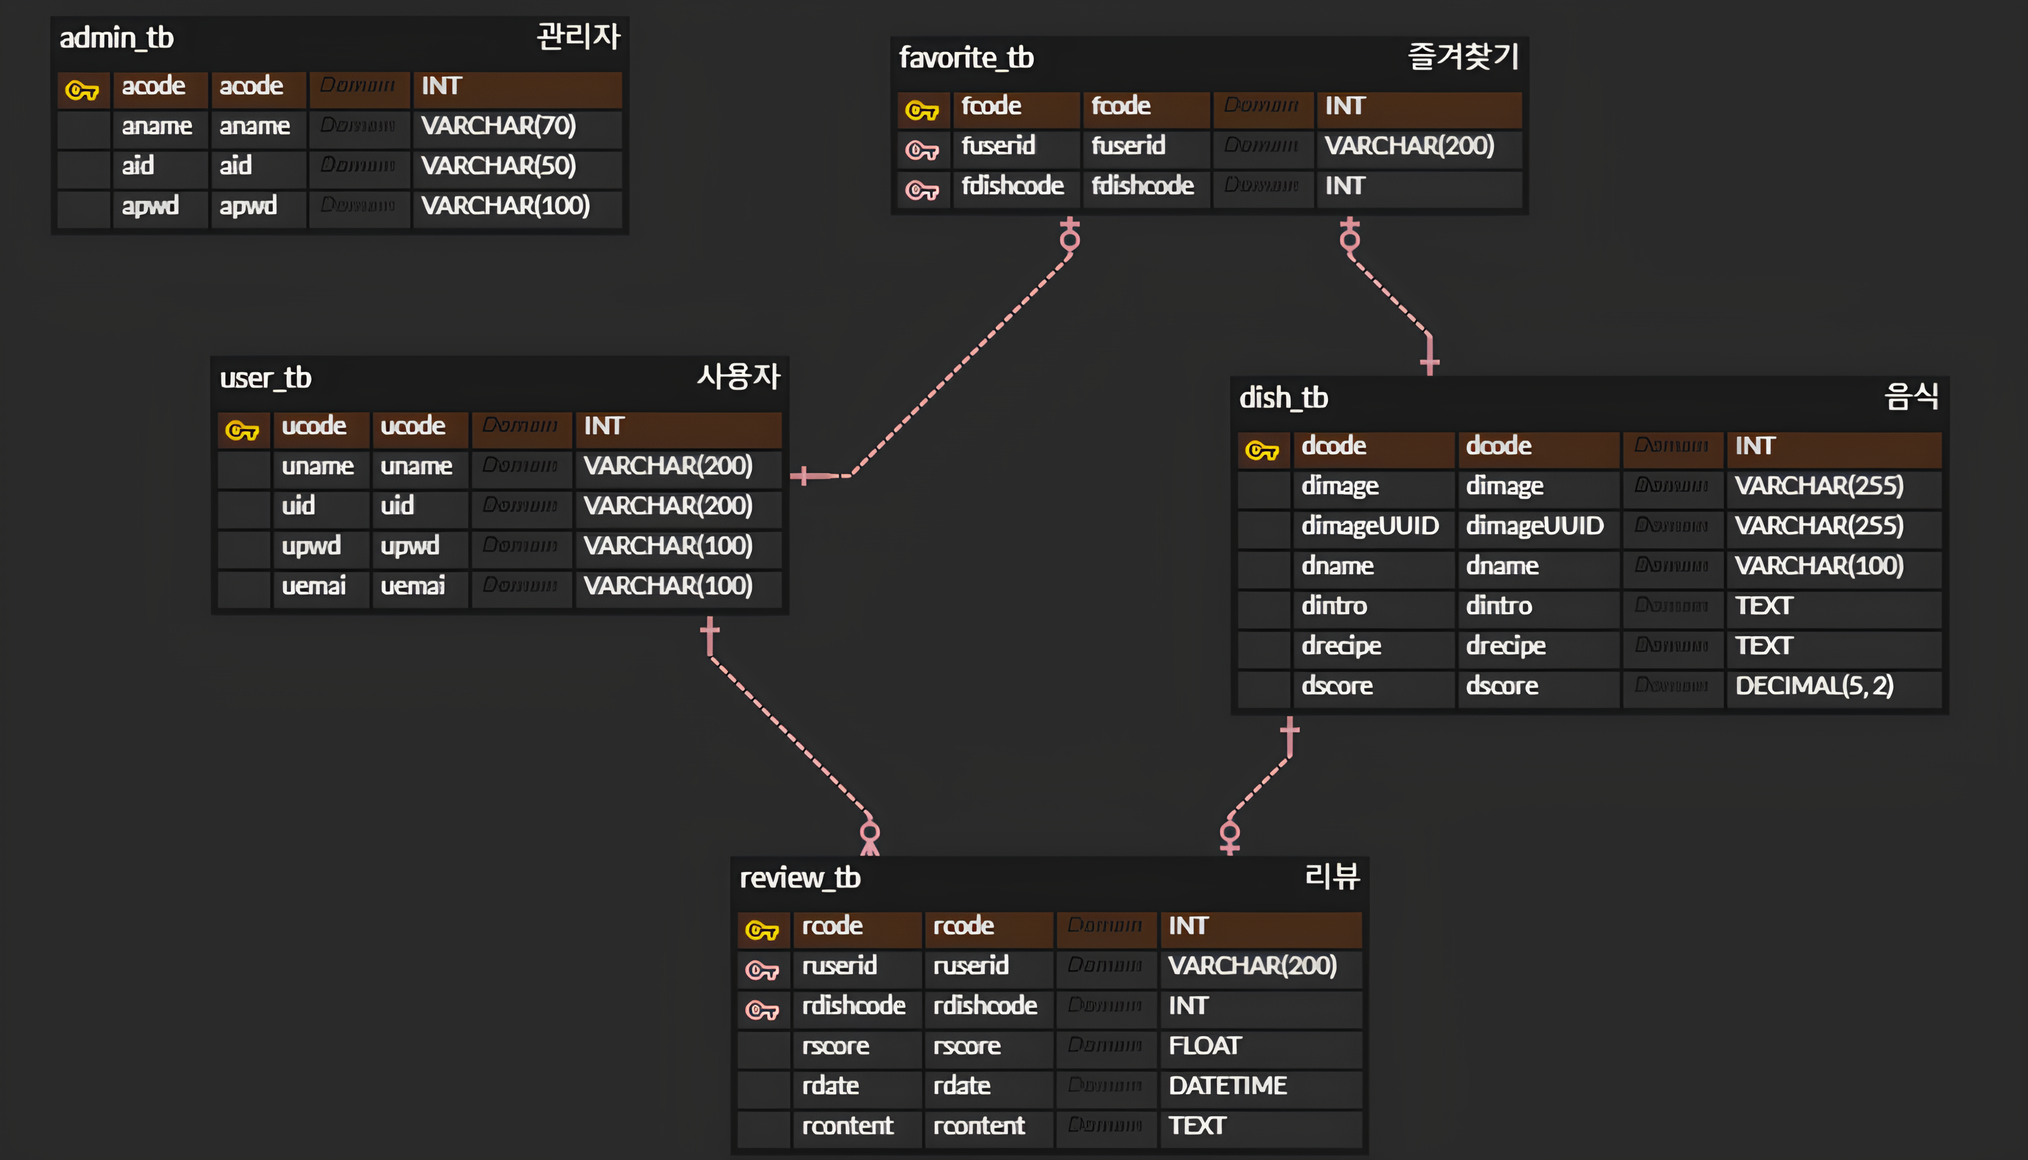 admin_tb 관리자
acode acode Domain INT
aname aname Domain VARCHAR(70)
aid aid Domain VARCHAR(50)
apwd apwd Domain VARCHAR(100)
favorite_tb 즐겨찾기
fcode fcode Domain INT
fuserid fuserid Domain VARCHAR(200)
fdishcode fdishcode Domain INT
user_tb 사용자
ucode ucode Domain INT
uname uname Domain VARCHAR(200)
uid uid Domain VARCHAR(200)
upwd upwd Domain VARCHAR(100)
uemai uemai Domain VARCHAR(100)
dish_tb 음식
dcode dcode Domain INT
dimage dimage Domain VARCHAR(255)
dimageUUID dimageUUID Domain VARCHAR(255)
dname dname Domain VARCHAR(100)
dintro dintro Domain TEXT
drecipe drecipe Domain TEXT
dscore dscore Domain DECIMAL(5, 2)
review_tb 리뷰
rcode rcode Domain INT
ruserid ruserid Domain VARCHAR(200)
rdishcode rdishcode Domain INT
rscore rscore Domain FLOAT
rdate rdate Domain DATETIME
rcontent rcontent Domain TEXT